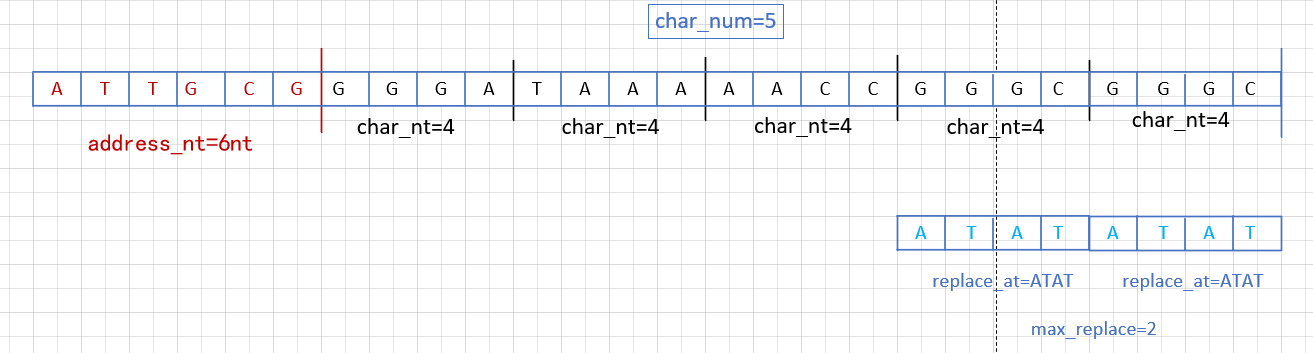 char_num=5
A T T G C G G G G A T A A A A A C C G G G C G G G C
address_nt=6nt char_nt=4 char_nt=4 char_nt=4 char_nt=4 char_nt=4
A T A T A T A T
replace_at=ATAT replace_at=ATAT
max_replace=2